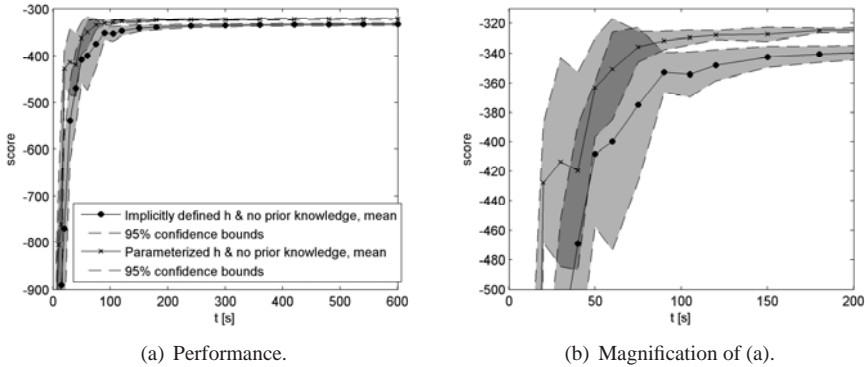 -300
-400
-500
-600
-700
-800
-900
score
Implicitly defined h & no prior knowledge, mean
95% confidence bounds
Parameterized h & no prior knowledge, mean
95% confidence bounds
0 100 200 300 400 500 600
t [s]
(a) Performance.
-320
-340
-360
-380
-400
-420
-440
-460
-480
-500
score
0 50 100 150 200
t [s]
(b) Magnification of (a).